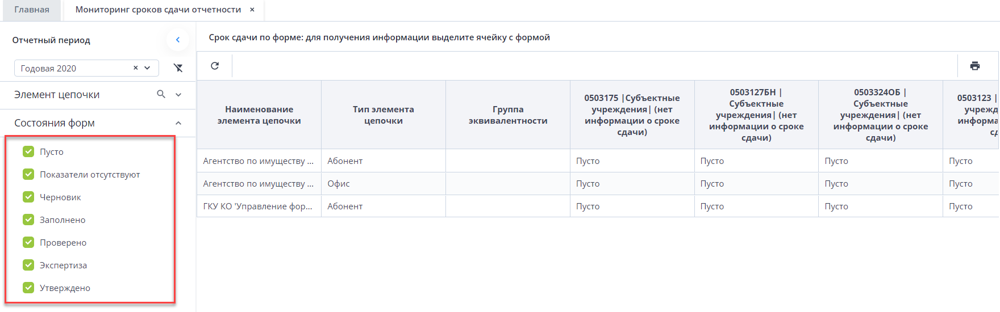 Главная
Мониторинг сроков сдачи отчетности ×
Отчетный период
Годовая 2020 ×
Элемент цепочки
Состояния форм
Пусто
Показатели отсутствуют
Черновик
Заполнено
Проверено
Экспертиза
Утверждено
Срок сдачи по форме: для получения информации выделите ячейку с формой
Наименование
элемента цепочки
Тип элемента
цепочки
Группа
эквивалентности
0503175 |Субъектные
учреждения| (нет
информации о сроке
сдачи)
0503127БН |
Субъектные
учреждения| (нет
информации о сроке
сдачи)
0503324ОБ |
Субъектные
учреждения| (нет
информации о сроке
сдачи)
0503123 |
учрежд
информа
сд
Агентство по имуществу ... Абонент Пусто Пусто Пусто Пусто
Агентство по имуществу ... Офис Пусто Пусто Пусто Пусто
ГКУ КО 'Управление фор... Абонент Пусто Пусто Пусто Пусто